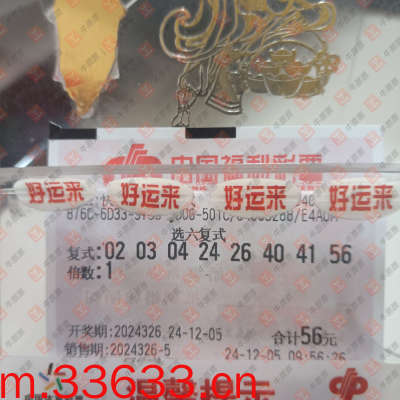 中国福利彩票
好运来 好运来 好运来 好运来
选六复式
复式: 02 03 04 24 26 40 41 56
倍数: 1
开奖期: 2024326 24-12-05 合计56元
销售期: 2024326-5 24-12-05 09:56:26
m.33633.cn